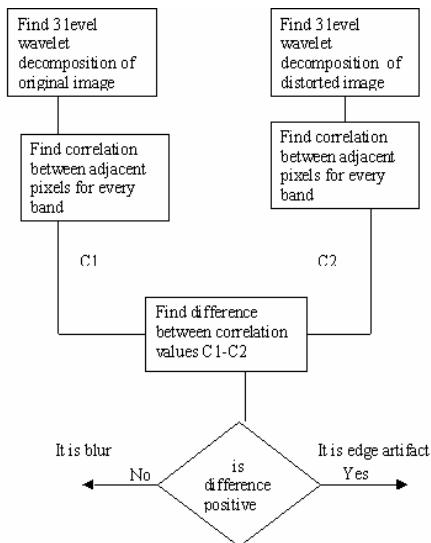 Find 3 level
wavelet
decomposition of
original image
Find 3 level
wavelet
decomposition of
distorted image
Find correlation
between adjacent
pixels for every
band
Find correlation
between adjacent
pixels for every
band
C1
C2
Find difference
between correlation
values C1-C2
It is blur
It is edge artifact
No
is
difference
positive
Yes